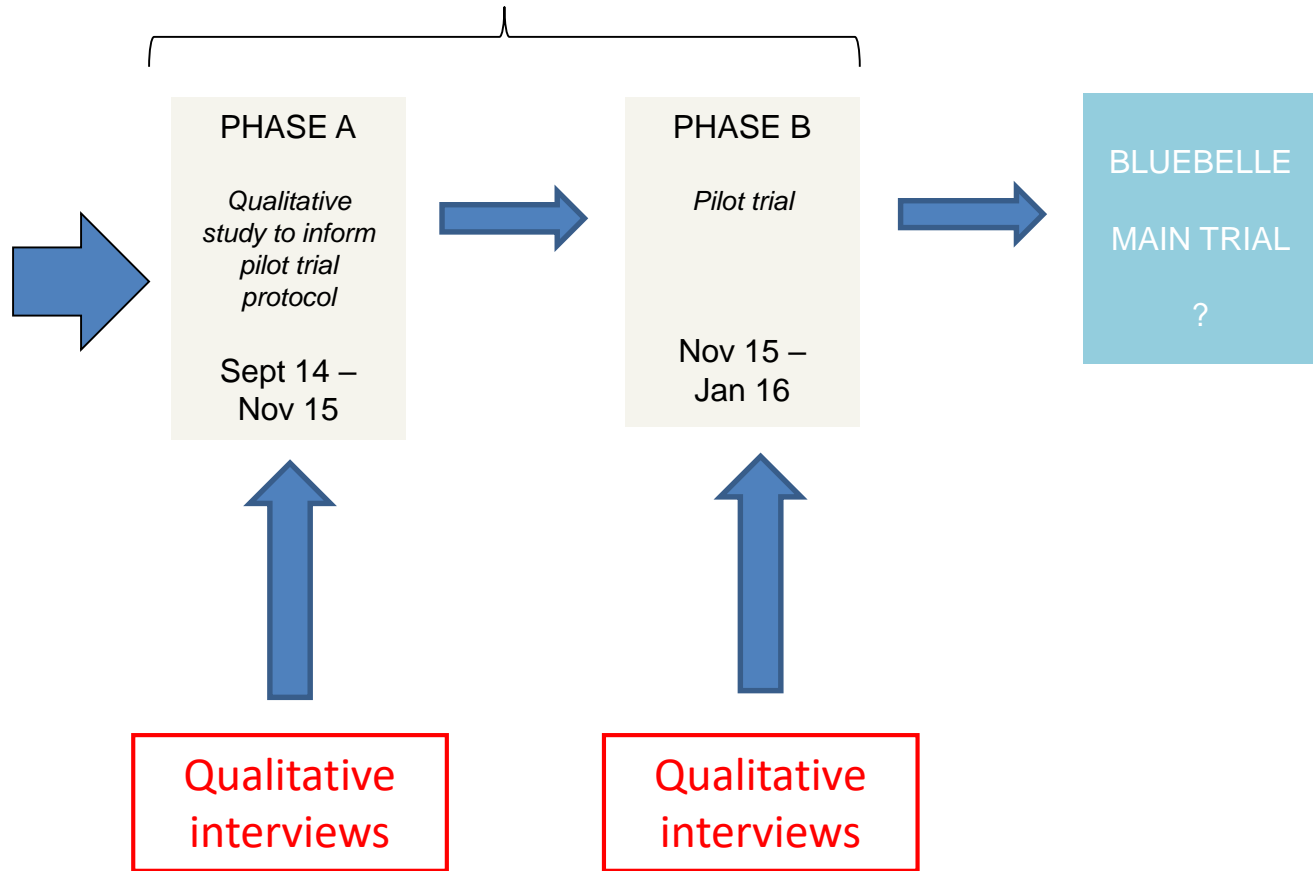 PHASE A
Qualitative
study to inform
pilot trial
protocol
Sept 14 –
Nov 15
PHASE B
Pilot trial
Nov 15 –
Jan 16
BLUEBELLE
MAIN TRIAL
?
Qualitative
interviews
Qualitative
interviews